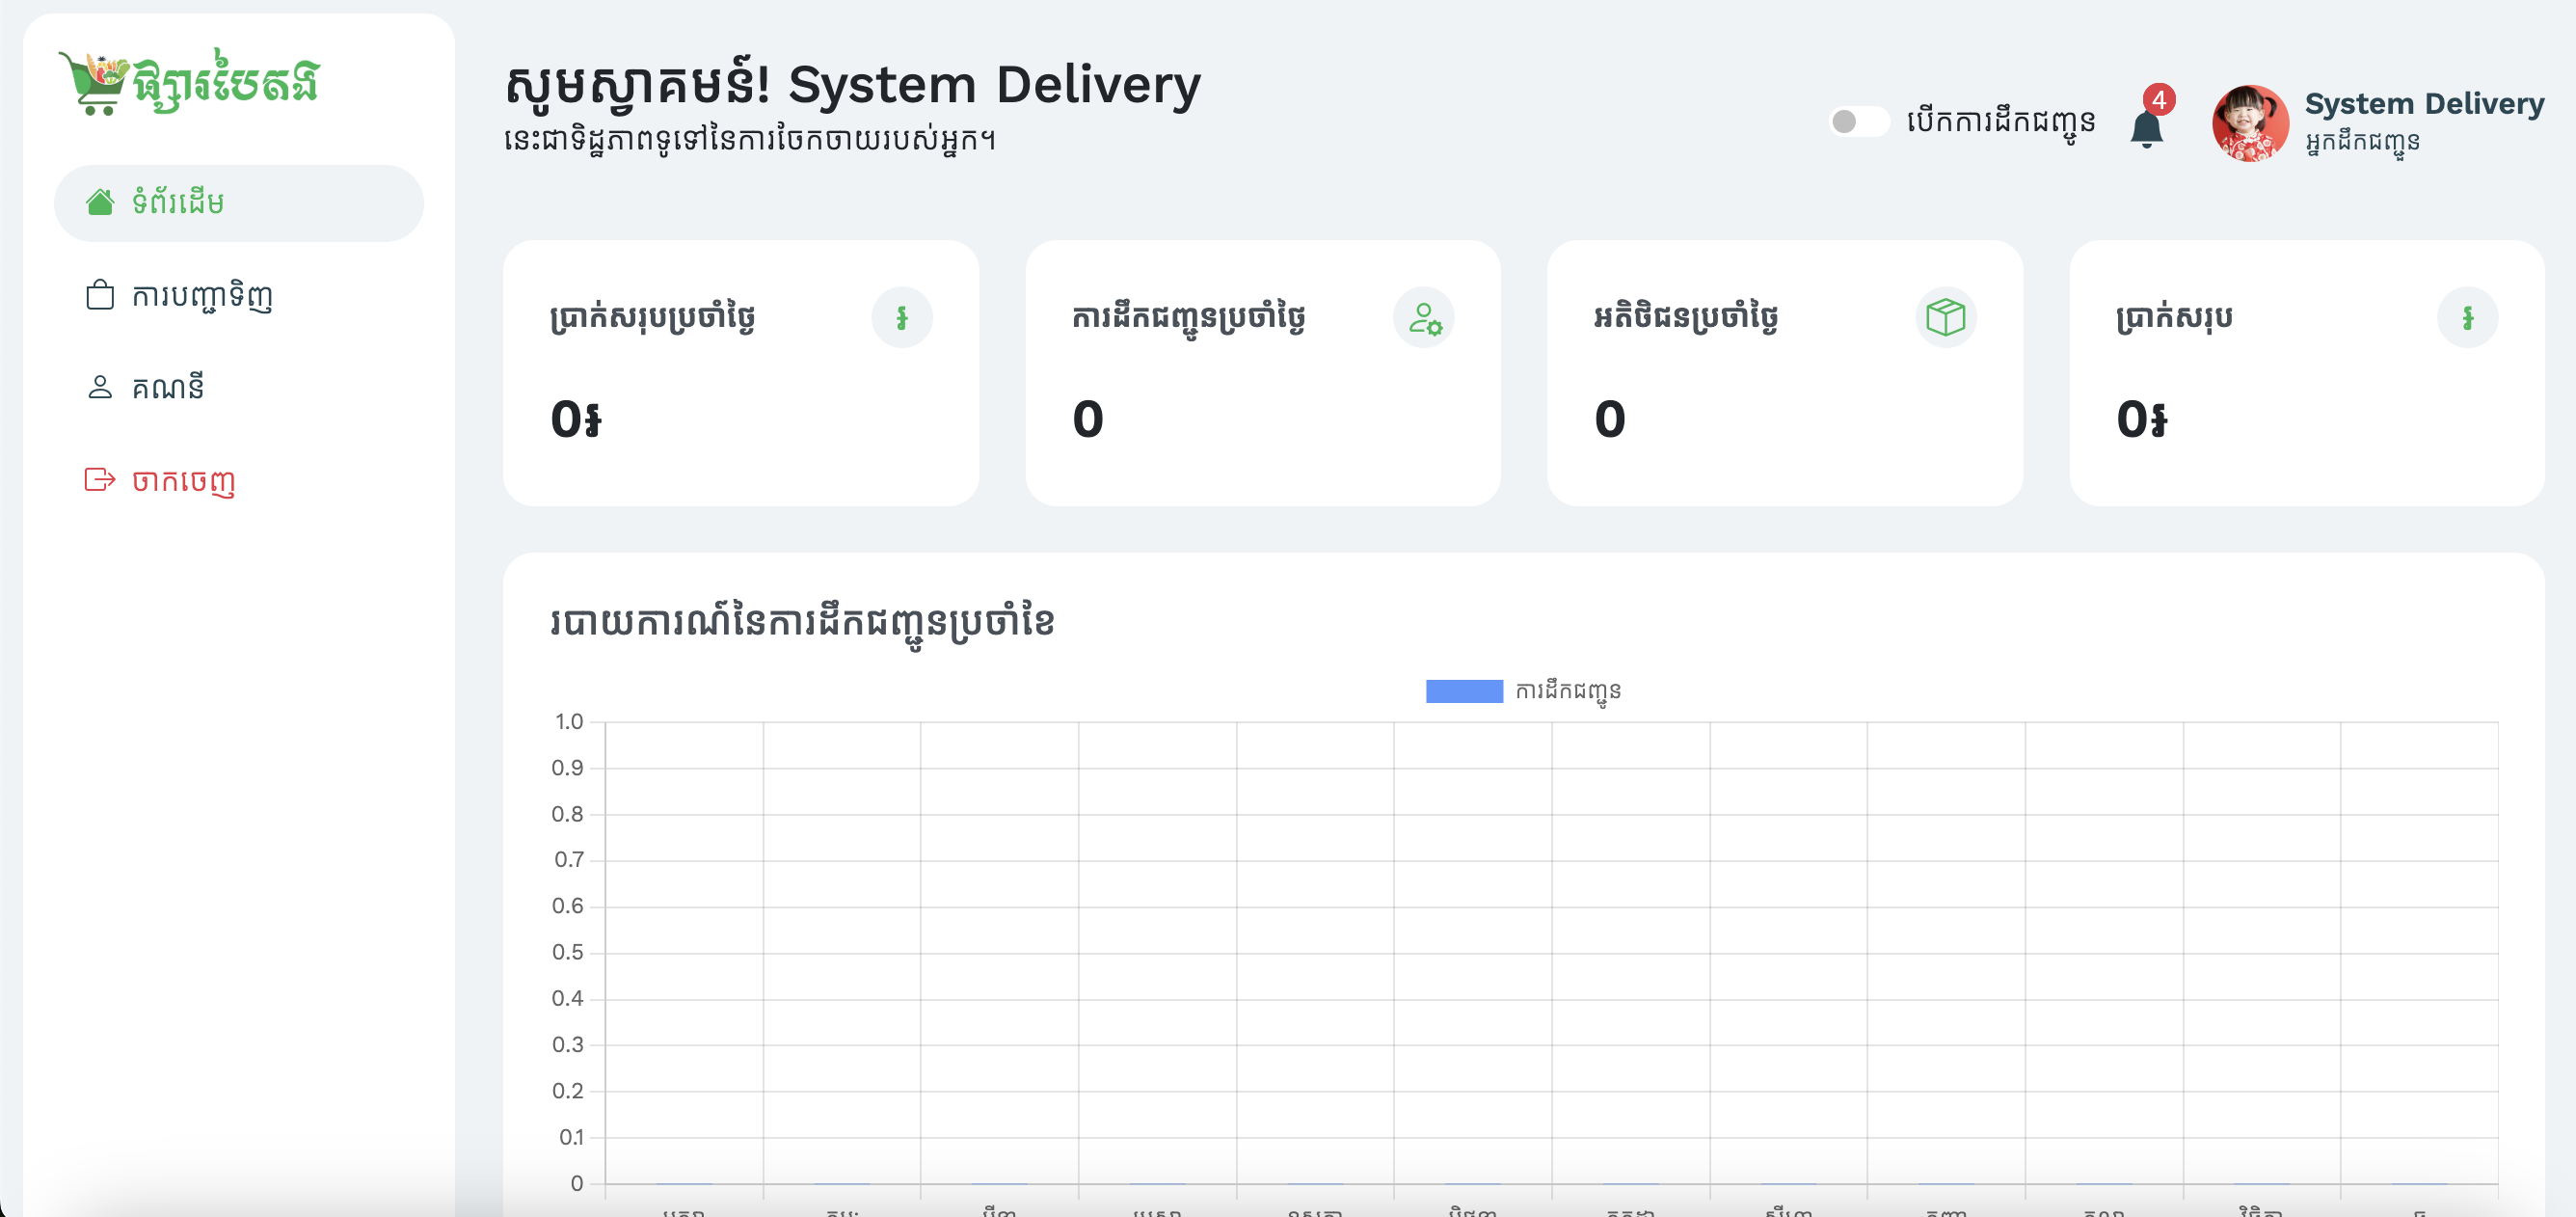 ផ្សារបៃតង
ទំព័រដើម
ការបញ្ជាទិញ
គណនី
ចាកចេញ
សូមស្វាគមន៍! System Delivery
នេះជាទិដ្ឋភាពទូទៅនៃការចែកចាយរបស់អ្នក។
បើកការដឹកជញ្ជូន
4
System Delivery
អ្នកដឹកជញ្ជូន
ប្រាក់សរុបប្រចាំថ្ងៃ
៛
0៛
ការដឹកជញ្ជូនប្រចាំថ្ងៃ
0
អតិថិជនប្រចាំថ្ងៃ
0
ប្រាក់សរុប
៛
0៛
របាយការណ៍នៃការដឹកជញ្ជូនប្រចាំខែ
ការដឹកជញ្ជូន
1.0
0.9
0.8
0.7
0.6
0.5
0.4
0.3
0.2
0.1
0